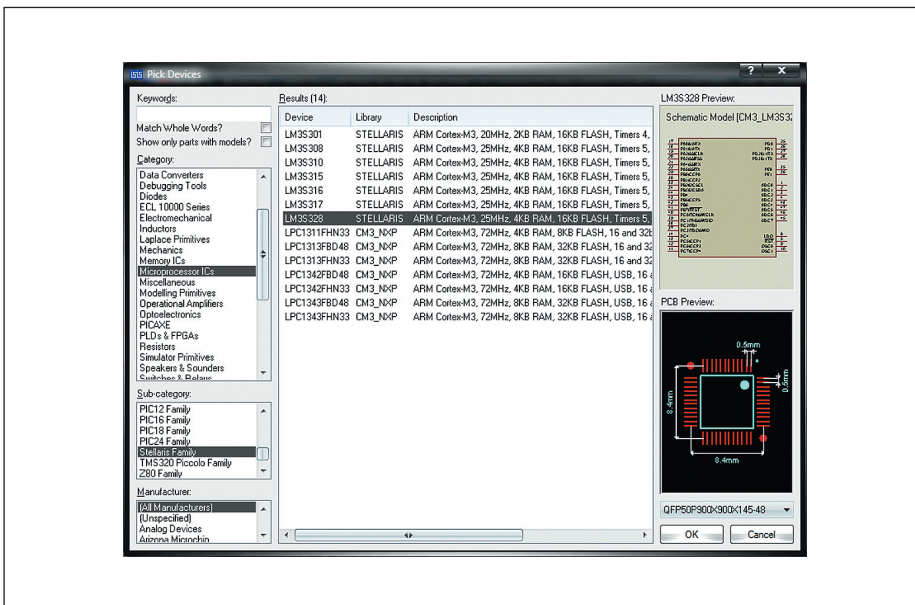 ISIS Pick Devices
? X
Keywords:
Match Whole Words?
Show only parts with models?
Category:
Data Converters
Debugging Tools
Diodes
ECL 10000 Series
Electromechanical
Inductors
Laplace Primitives
Mechanics
Memory ICs
Microprocessor ICs
Miscellaneous
Modelling Primitives
Operational Amplifiers
Optoelectronics
PICAXE
PLDs & FPGAs
Resistors
Simulator Primitives
Speakers & Sounders
Switches & Relays
Sub-category:
PIC12 Family
PIC16 Family
PIC18 Family
PIC24 Family
Stellaris Family
TMS320 Piccolo Family
Z80 Family
Manufacturer:
(All Manufacturers)
(Unspecified)
Analog Devices
Arizona Microchip
Results (14):
Device Library Description
LM3S301 STELLARIS ARM Cortex-M3, 20MHz, 2KB RAM, 16KB FLASH, Timers 4,
LM3S308 STELLARIS ARM Cortex-M3, 25MHz, 4KB RAM, 16KB FLASH, Timers 5,
LM3S310 STELLARIS ARM Cortex-M3, 25MHz, 4KB RAM, 16KB FLASH, Timers 5,
LM3S315 STELLARIS ARM Cortex-M3, 25MHz, 4KB RAM, 16KB FLASH, Timers 5,
LM3S316 STELLARIS ARM Cortex-M3, 25MHz, 4KB RAM, 16KB FLASH, Timers 5,
LM3S317 STELLARIS ARM Cortex-M3, 25MHz, 4KB RAM, 16KB FLASH, Timers 5,
LM3S328 STELLARIS ARM Cortex-M3, 25MHz, 4KB RAM, 16KB FLASH, Timers 5,
LPC1311FHN33 CM3_NXP ARM Cortex-M3, 72MHz, 4KB RAM, 8KB FLASH, 16 and 32b
LPC1313FBD48 CM3_NXP ARM Cortex-M3, 72MHz, 8KB RAM, 32KB FLASH, 16 and 32
LPC1313FHN33 CM3_NXP ARM Cortex-M3, 72MHz, 8KB RAM, 32KB FLASH, 16 and 32
LPC1342FBD48 CM3_NXP ARM Cortex-M3, 72MHz, 4KB RAM, 16KB FLASH, USB, 16
LPC1342FHN33 CM3_NXP ARM Cortex-M3, 72MHz, 4KB RAM, 16KB FLASH, USB, 16
LPC1343FBD48 CM3_NXP ARM Cortex-M3, 72MHz, 8KB RAM, 32KB FLASH, USB, 16
LPC1343FHN33 CM3_NXP ARM Cortex-M3, 72MHz, 8KB RAM, 32KB FLASH, USB, 16
LM3S328 Preview:
Schematic Model [CM3_LM3S32
PCB Preview:
0.5mm
0.5mm
8.4mm
8.4mm
QFP50P900X900X145-48
OK Cancel